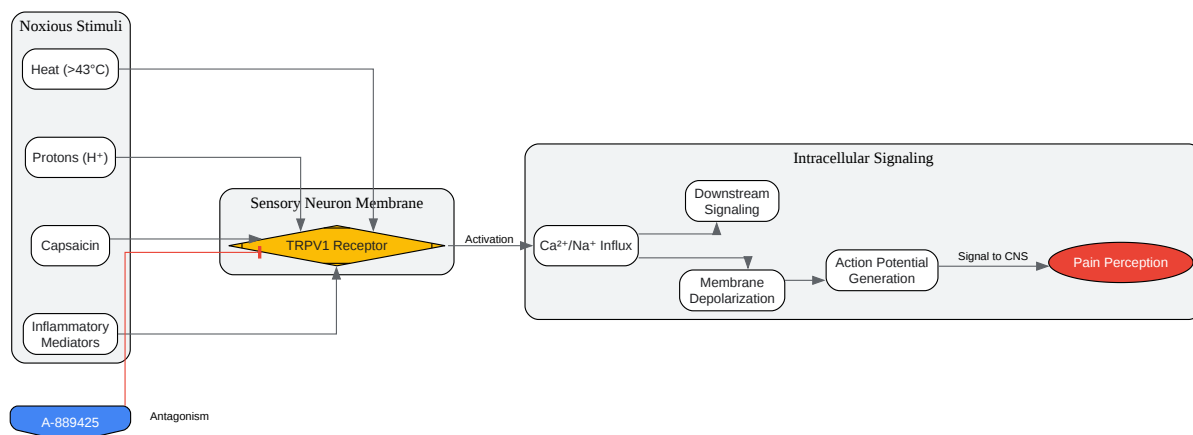 Noxious Stimuli
Heat (>43°C)
Protons (H⁺)
Capsaicin
Inflammatory
Mediators
A-889425
Antagonism
Sensory Neuron Membrane
TRPV1 Receptor
Activation
Intracellular Signaling
Ca²⁺/Na⁺ Influx
Downstream
Signaling
Membrane
Depolarization
Action Potential
Generation
Signal to CNS
Pain Perception